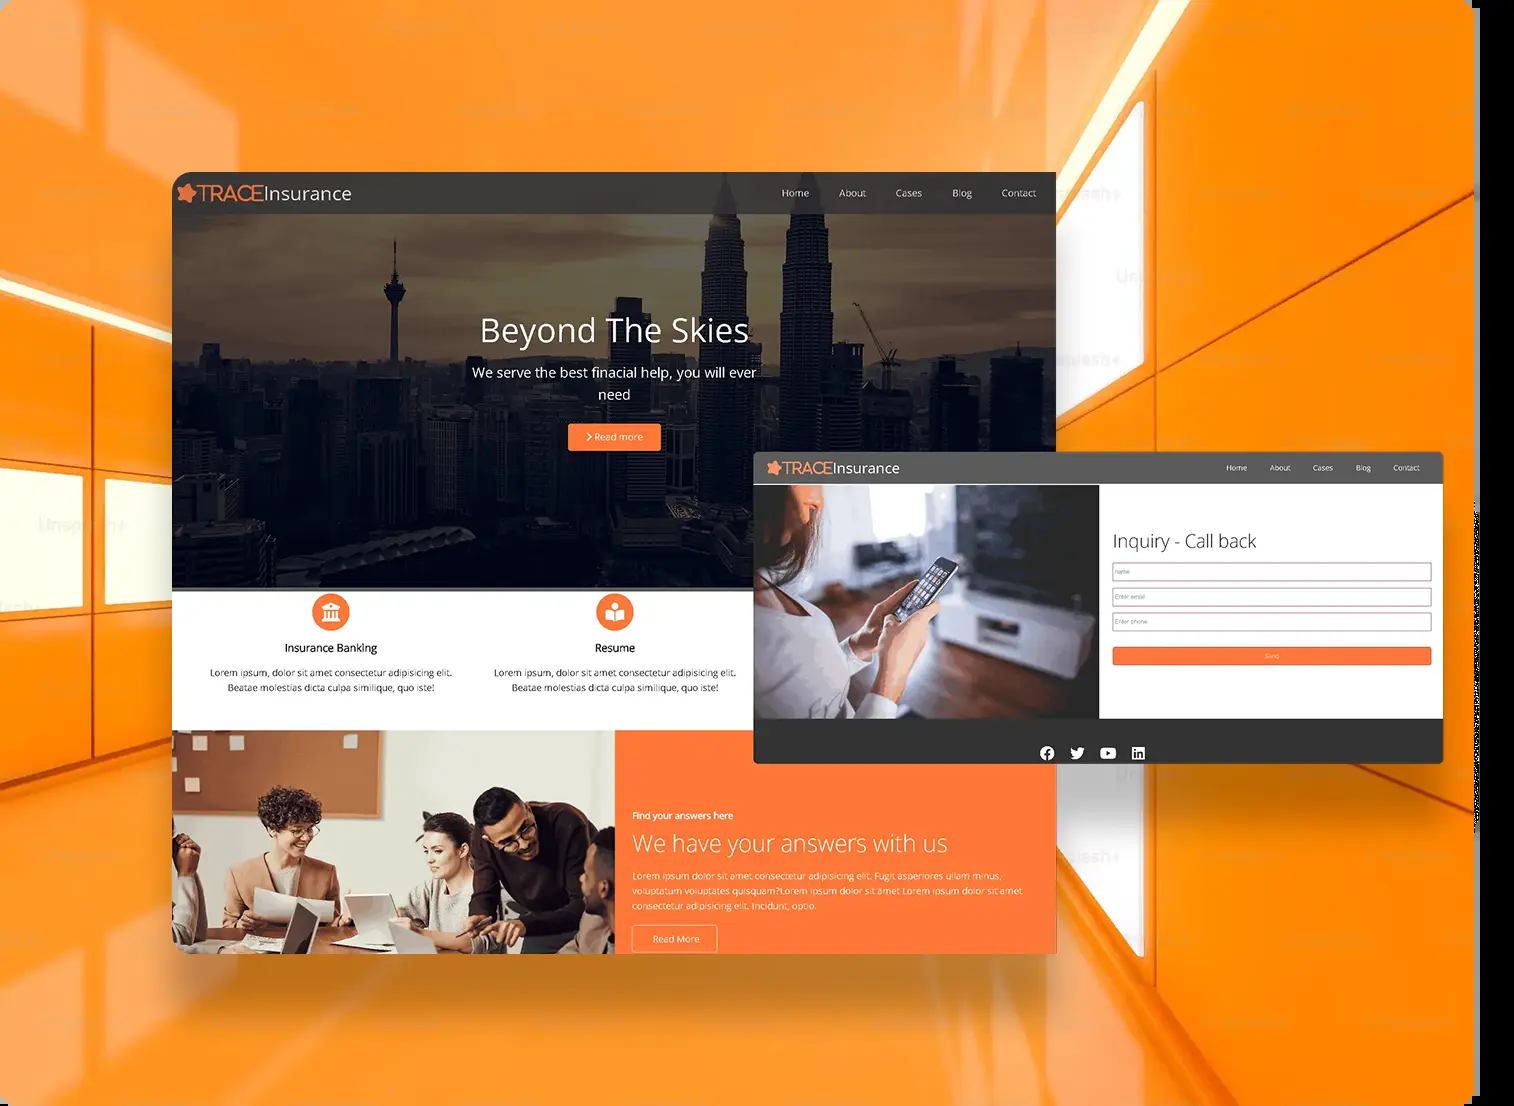 TRACEInsurance
Home About Cases Blog Contact
Beyond The Skies
We serve the best finacial help, you will ever
need
Read more
Insurance Banking
Lorem ipsum, dolor sit amet consectetur adipisicing elit.
Beatae molestias dicta culpa similique, quo iste!
Resume
Lorem ipsum, dolor sit amet consectetur adipisicing elit.
Beatae molestias dicta culpa similique, quo iste!
Find your answers here
We have your answers with us
Lorem ipsum dolor sit amet consectetur adipisicing elit. Fugit asperiores ullam minus,
voluptatum voluptates quisquam?Lorem ipsum dolor sit amet Lorem ipsum dolor sit amet
consectetur adipisicing elit. Incidunt, optio.
Read More
TRACEInsurance
Home About Cases Blog Contact
Inquiry - Call back
name
Enter email
Enter phone
Send